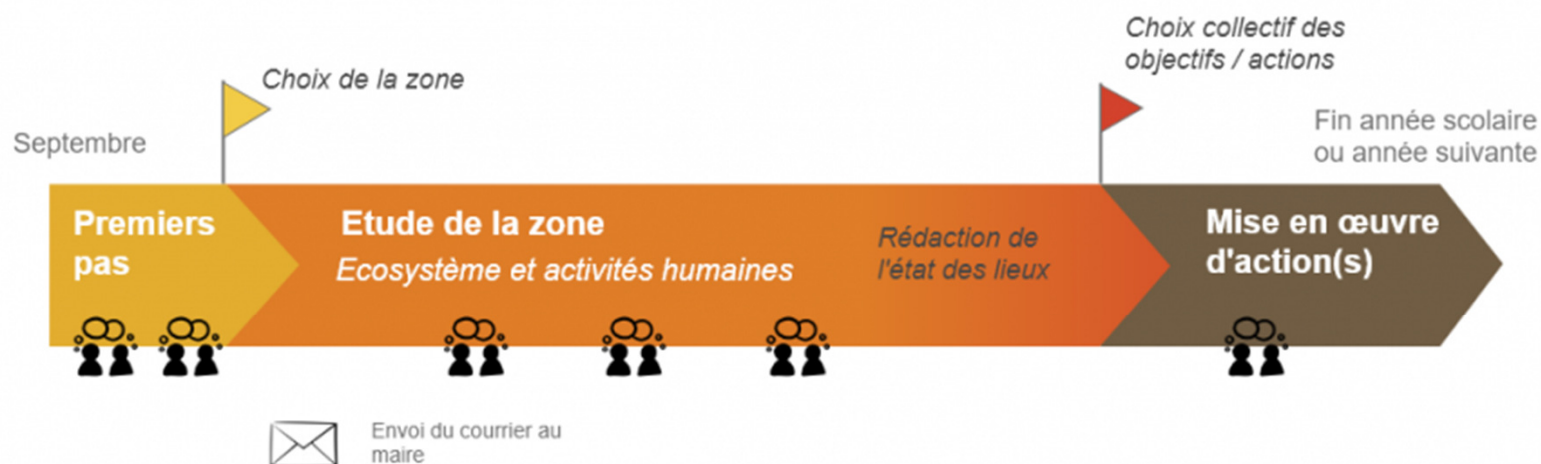 Choix collectif des
objectifs / actions
Choix de la zone
Septembre
Fin année scolaire
ou année suivante
Premiers
pas
Etude de la zone
Ecosystème et activités humaines
Rédaction de
l'état des lieux
Mise en œuvre
d'action(s)
Envoi du courrier au
maire